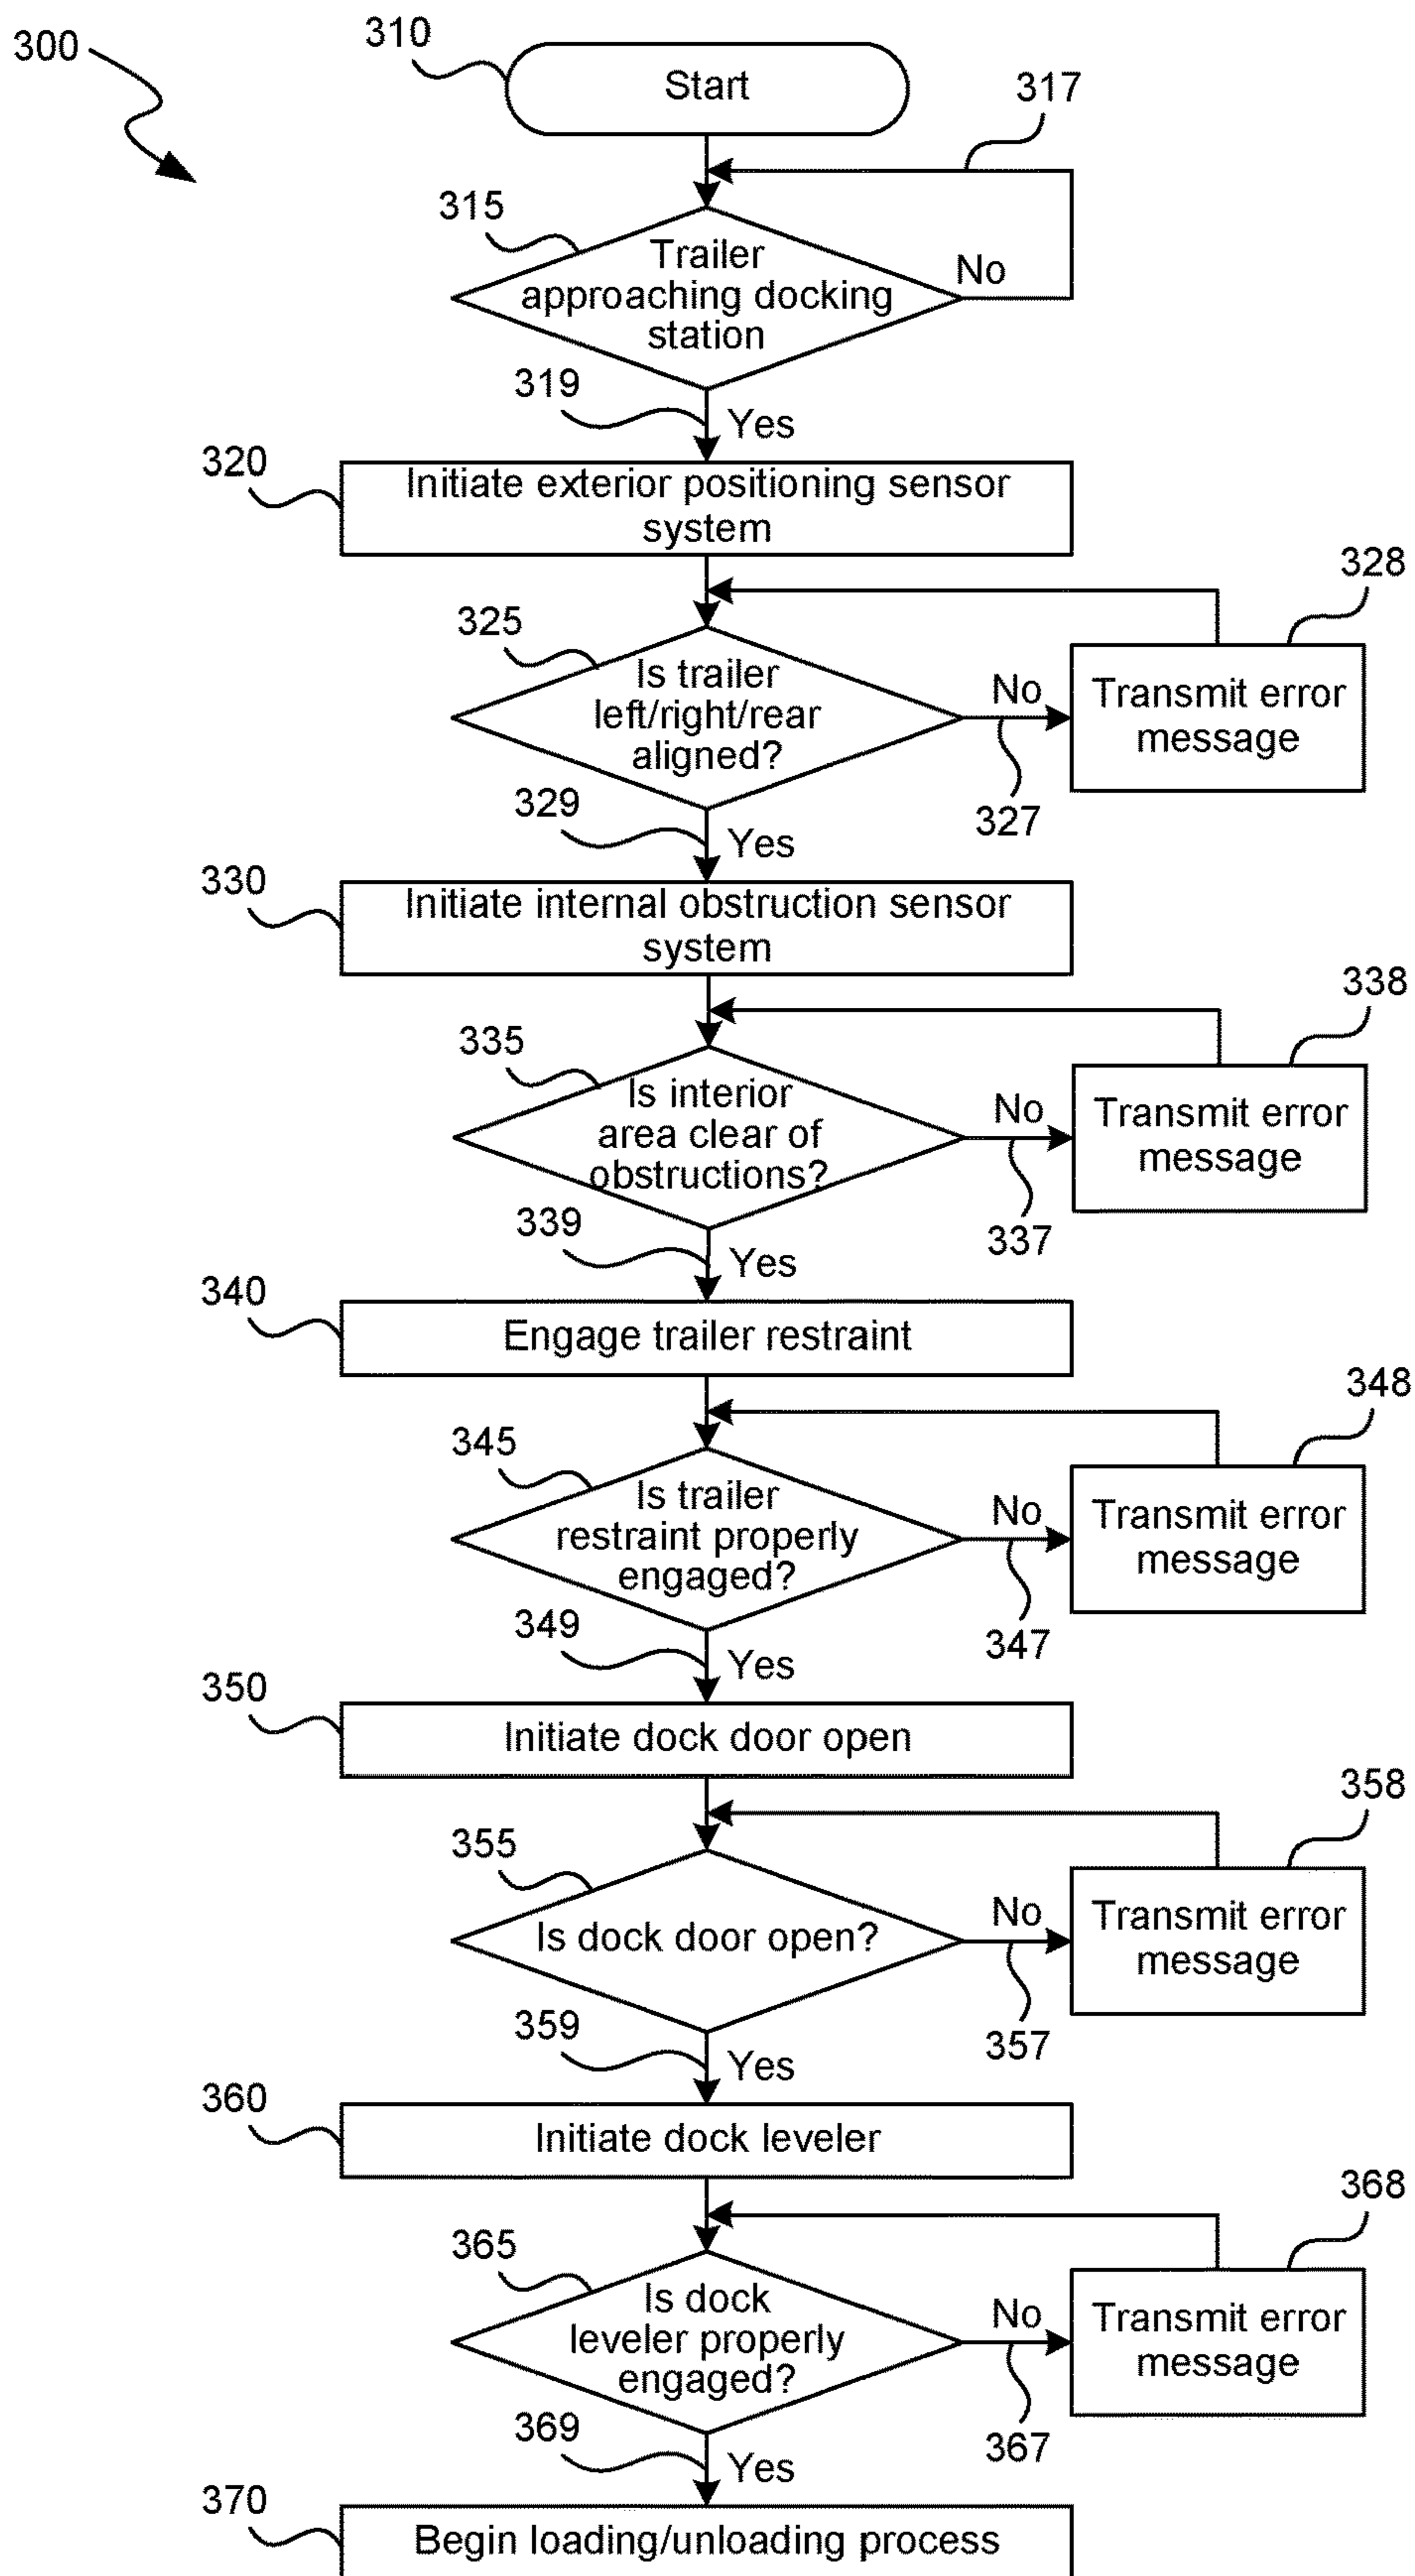 300
310
Start
317
315
Trailer
approaching docking
station
No
319
Yes
320
Initiate exterior positioning sensor
system
328
325
Is trailer
left/right/rear
aligned?
No
Transmit error
message
327
329
Yes
330
Initiate internal obstruction sensor
system
338
335
Is interior
area clear of
obstructions?
No
Transmit error
message
337
339
Yes
340
Engage trailer restraint
348
345
Is trailer
restraint properly
engaged?
No
Transmit error
message
347
349
Yes
350
Initiate dock door open
358
355
Is dock door open?
No
Transmit error
message
357
359
Yes
360
Initiate dock leveler
368
365
Is dock
leveler properly
engaged?
No
Transmit error
message
367
369
Yes
370
Begin loading/unloading process